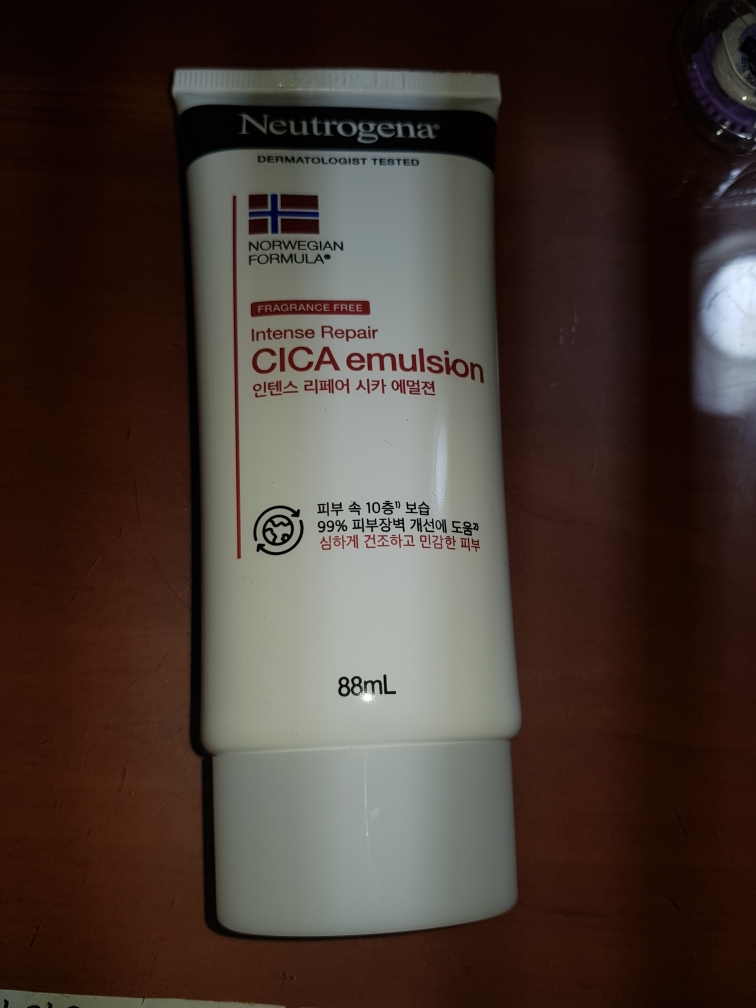 Neutrogena®
DERMATOLOGIST TESTED
NORWEGIAN
FORMULA®
FRAGRANCE FREE
Intense Repair
CICA emulsion
인텐스 리페어 시카 에멀젼
피부 속 10층¹⁾ 보습
99% 피부장벽 개선에 도움²⁾
심하게 건조하고 민감한 피부
88mL